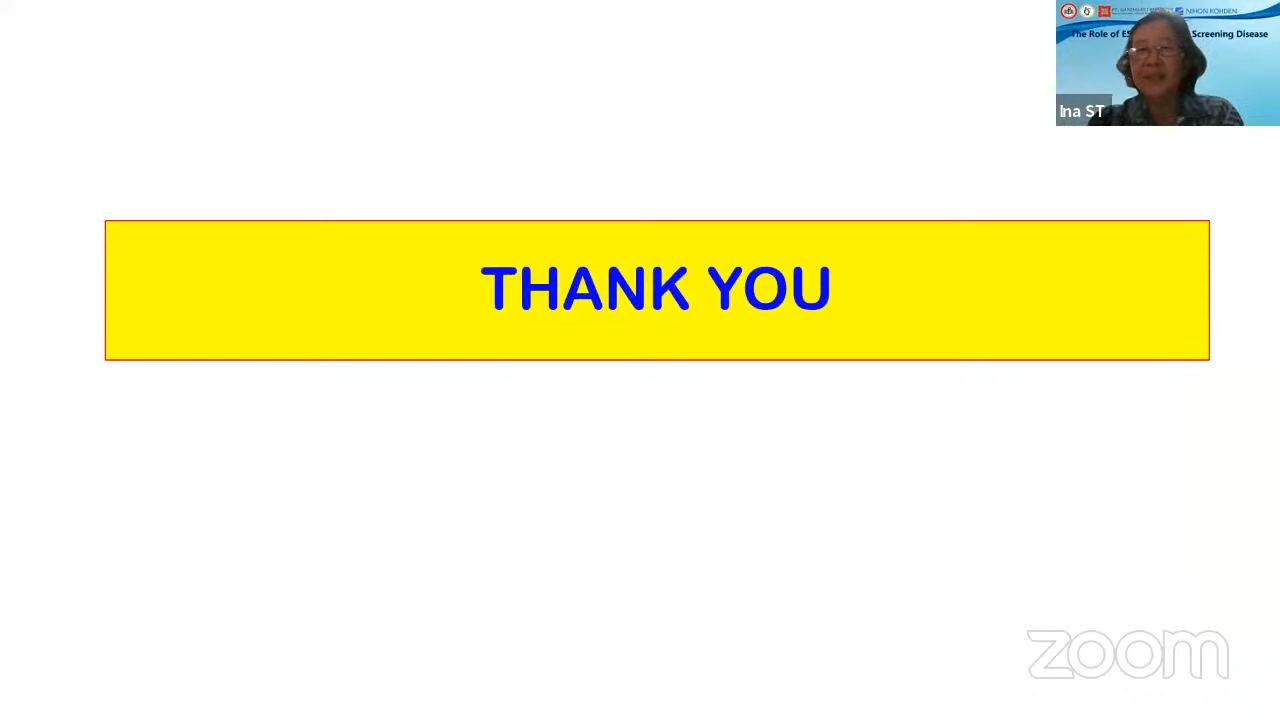 NIHON KOHDEN
The Role of Screening Disease
Ina ST
THANK YOU
zoom